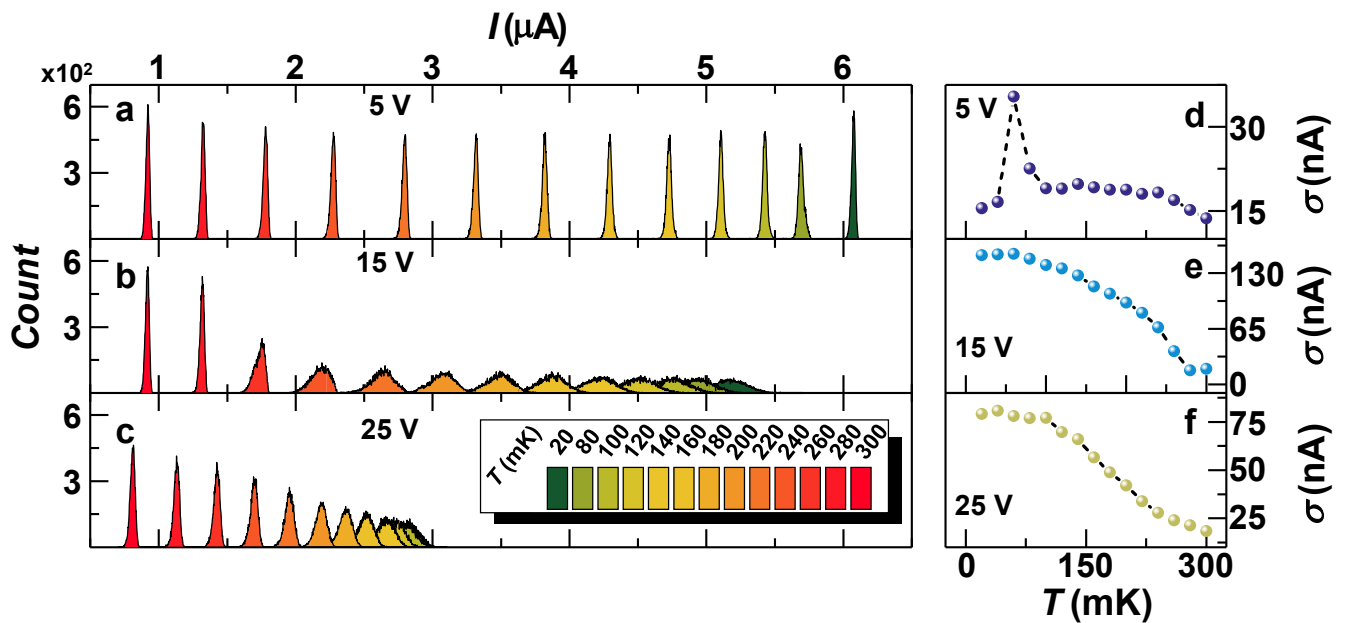 I (μA)
x10² 1 2 3 4 5 6
Count
a 5 V
6
3
b 15 V
6
3
c 25 V
6
3
T (mK) 20 80 100 120 140 160 180 200 220 240 260 280 300
5 V d
30
15
σ (nA)
e
15 V
130
65
0
σ (nA)
f
25 V
75
50
25
σ (nA)
0 150 300
T (mK)